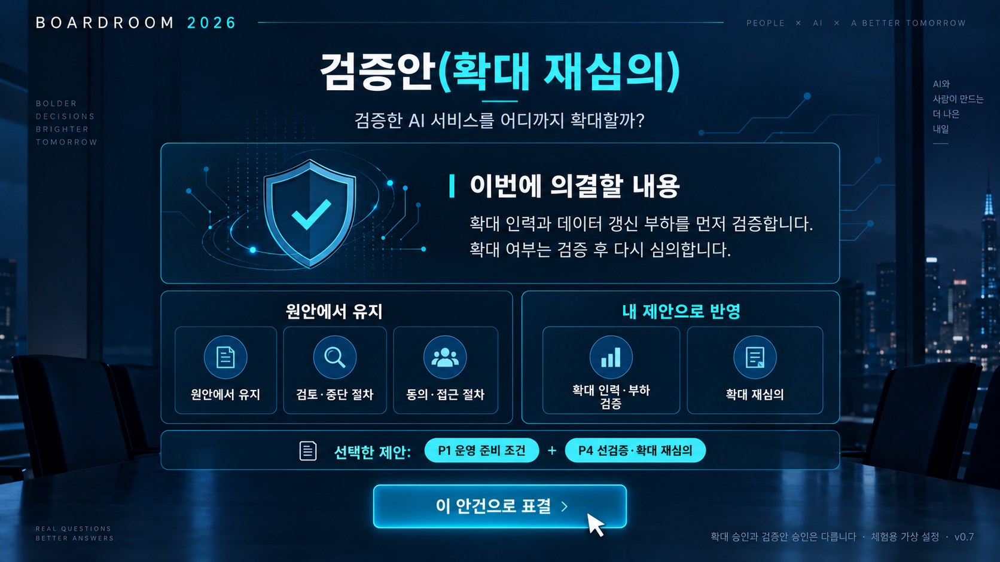 BOARDROOM 2026
PEOPLE × AI × A BETTER TOMORROW
검증안(확대 재심의)
검증한 AI 서비스를 어디까지 확대할까?
BOLDER
DECISIONS
BRIGHTER
TOMORROW
AI와
사람이 만드는
더 나은
내일
이번에 의결할 내용
확대 인력과 데이터 갱신 부하를 먼저 검증합니다.
확대 여부는 검증 후 다시 심의합니다.
원안에서 유지
원안에서 유지
검토·중단 절차
동의·접근 절차
내 제안으로 반영
확대 인력·부하
검증
확대 재심의
선택한 제안: P1 운영 준비 조건 + P4 선검증·확대 재심의
이 안건으로 표결 >
REAL QUESTIONS
BETTER ANSWERS
확대 승인과 검증안 승인은 다릅니다 · 체험용 가상 설정 · v0.7